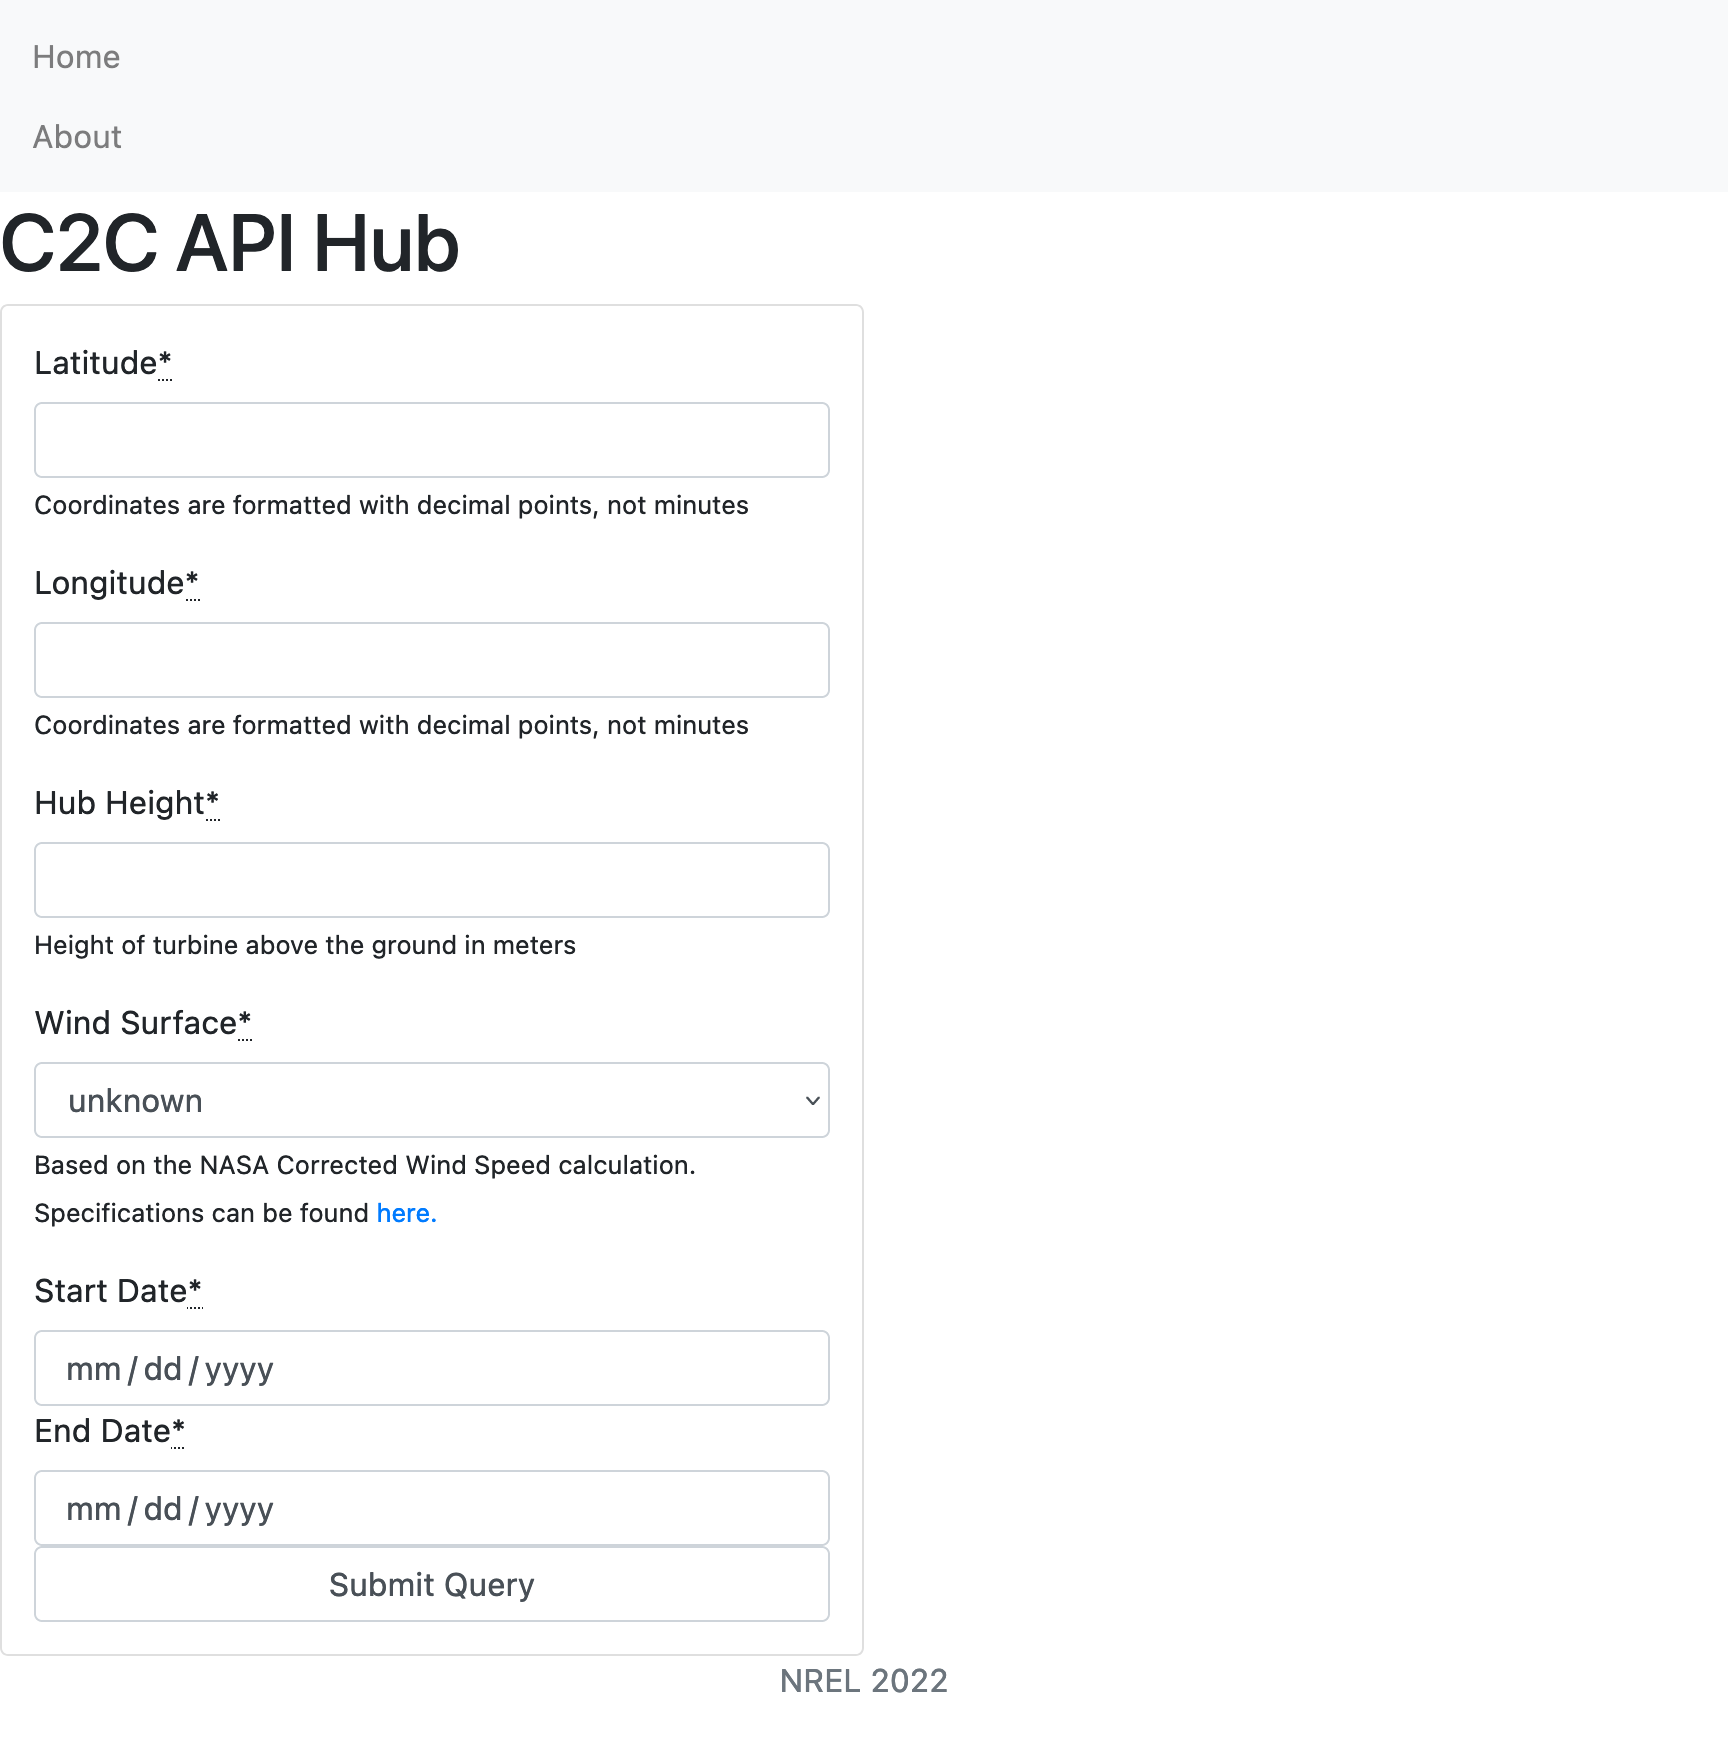 Home
About
C2C API Hub
Latitude*
Coordinates are formatted with decimal points, not minutes
Longitude*
Coordinates are formatted with decimal points, not minutes
Hub Height*
Height of turbine above the ground in meters
Wind Surface*
unknown
Based on the NASA Corrected Wind Speed calculation.
Specifications can be found here.
Start Date*
mm/dd/yyyy
End Date*
mm/dd/yyyy
Submit Query
NREL 2022